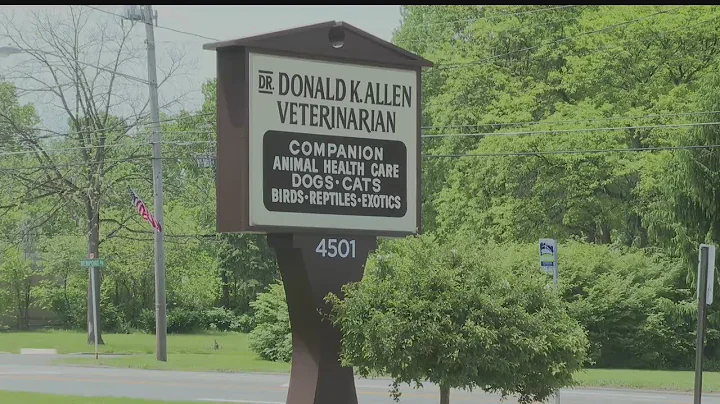 DR. DONALD K. ALLEN
VETERINARIAN
COMPANION
ANIMAL HEALTH CARE
DOGS · CATS
BIRDS · REPTILES · EXOTICS
4501